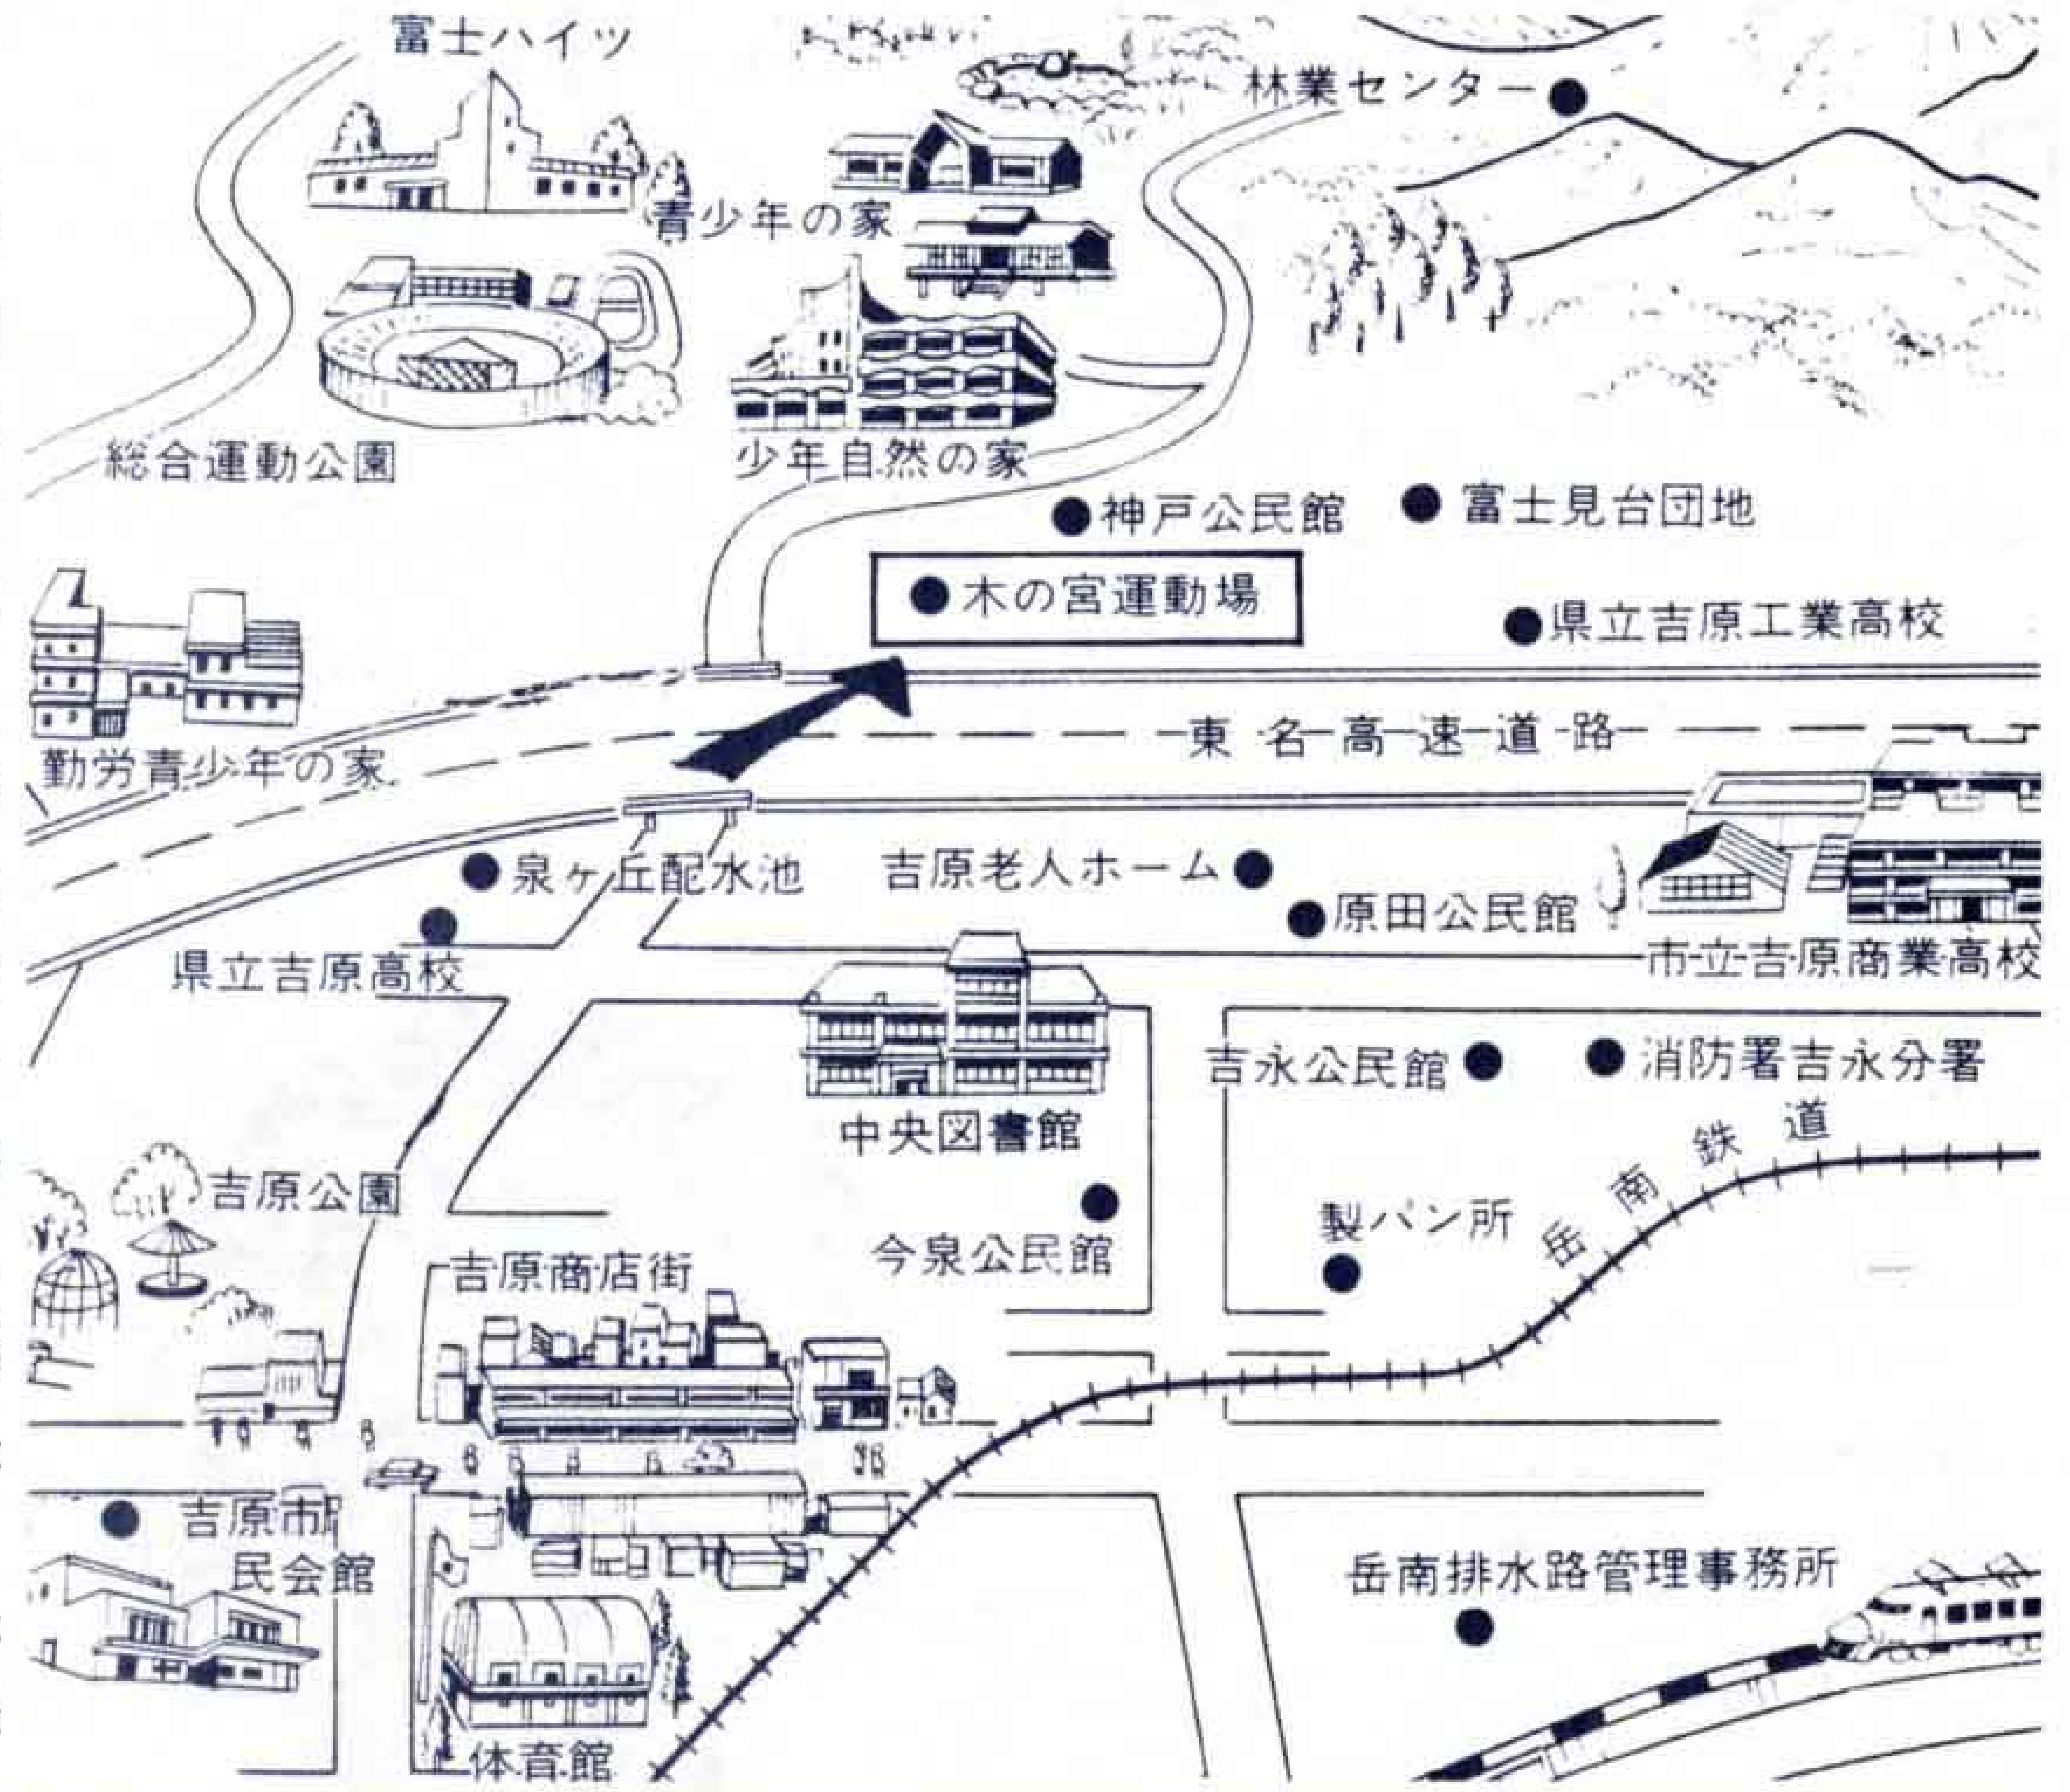 富士ハイツ
林業センター
青少年の家
総合運動公園
少年自然の家
神戸公民館
富士見台団地
木の宮運動場
県立吉原工業高校
東名高速道路
勤労青少年の家
泉ヶ丘配水池
吉原老人ホーム
原田公民館
県立吉原高校
市立吉原商業高校
吉永公民館
消防署吉永分署
中央図書館
岳南鉄道
吉原公園
製パン所
今泉公民館
吉原商店街
吉原市
民会館
岳南排水路管理事務所
体育館